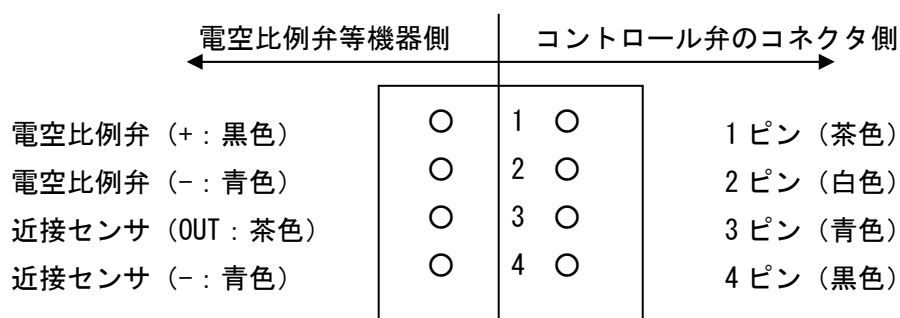 電空比例弁等機器側 コントロール弁のコネクタ側
電空比例弁（+：黒色） 1 1ピン（茶色）
電空比例弁（−：青色） 2 2ピン（白色）
近接センサ（OUT：茶色） 3 3ピン（青色）
近接センサ（−：青色） 4 4ピン（黒色）